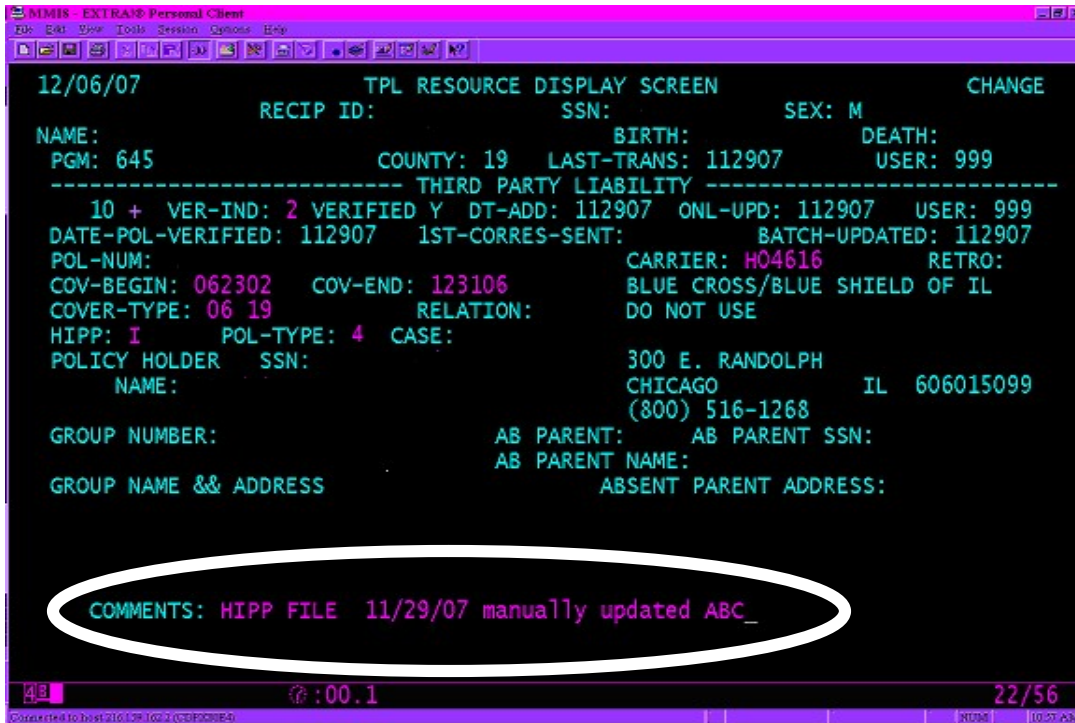 MMIS - EXTRA!® Personal Client
File Edit View Tools Session Options Help
12/06/07 TPL RESOURCE DISPLAY SCREEN CHANGE
RECIP ID: SSN: SEX: M
NAME: BIRTH: DEATH:
PGM: 645 COUNTY: 19 LAST-TRANS: 112907 USER: 999
------------------------------ THIRD PARTY LIABILITY ------------------------------
10 + VER-IND: 2 VERIFIED Y DT-ADD: 112907 ONL-UPD: 112907 USER: 999
DATE-POL-VERIFIED: 112907 1ST-CORRES-SENT: BATCH-UPDATED: 112907
POL-NUM: CARRIER: H04616 RETRO:
COV-BEGIN: 062302 COV-END: 123106 BLUE CROSS/BLUE SHIELD OF IL
COVER-TYPE: 06 19 RELATION: DO NOT USE
HIPP: I POL-TYPE: 4 CASE:
POLICY HOLDER SSN: 300 E. RANDOLPH
NAME: CHICAGO IL 606015099
(800) 516-1268
GROUP NUMBER: AB PARENT: AB PARENT SSN:
AB PARENT NAME:
GROUP NAME && ADDRESS ABSENT PARENT ADDRESS:
COMMENTS: HIPP FILE 11/29/07 manually updated ABC_
4B :00.1 22/56
Connected to host NUM